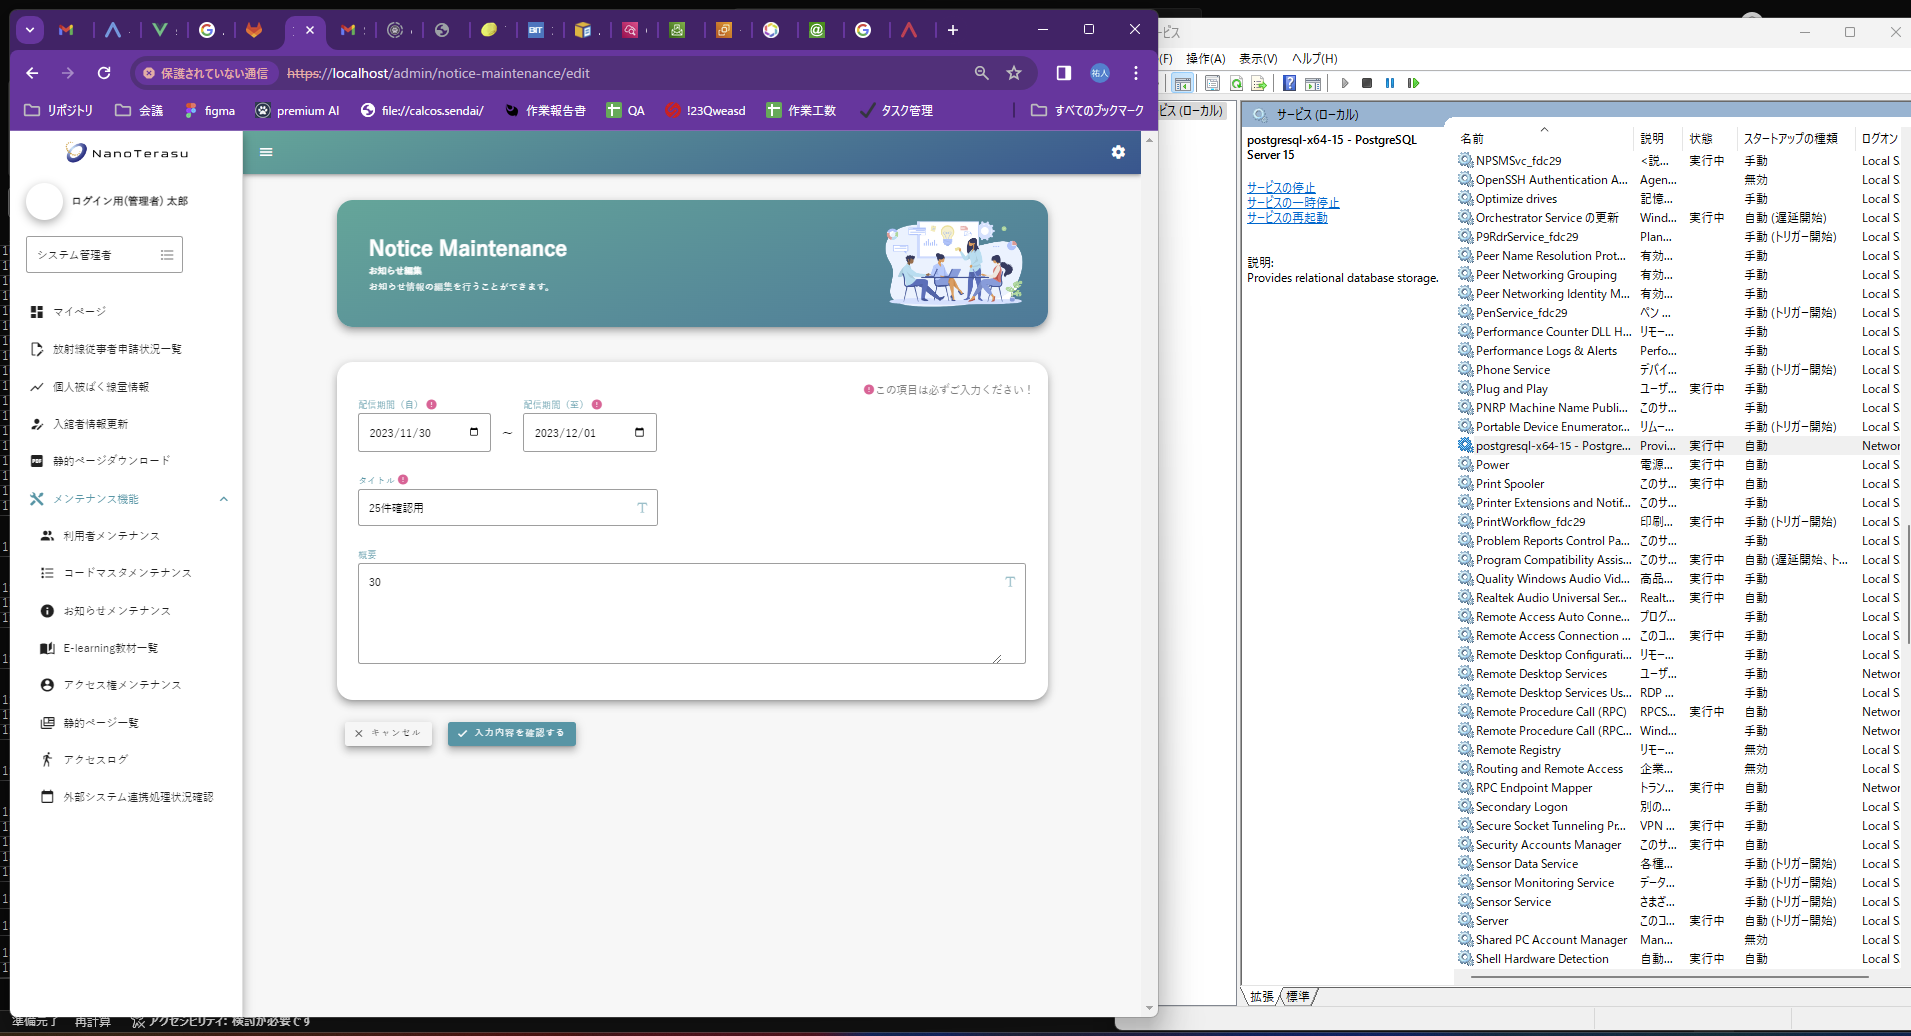 保護されていない通信
https://localhost/admin/notice-maintenance/edit
祐人
リポジトリ
会議
figma
premium AI
file://calcos.sendai/
作業報告書
QA
!23Qweasd
作業工数
タスク管理
すべてのブックマーク
NanoTerasu
ログイン用(管理者) 太郎
システム管理者
マイページ
放射線従事者申請状況一覧
個人被ばく線量情報
入館者情報更新
静的ページダウンロード
メンテナンス機能
利用者メンテナンス
コードマスタメンテナンス
お知らせメンテナンス
E-learning教材一覧
アクセス権メンテナンス
静的ページ一覧
アクセスログ
外部システム連携処理状況確認
Notice Maintenance
お知らせ編集
お知らせ情報の編集を行うことができます。
この項目は必ずご入力ください！
配信期間（自）
配信期間（至）
2023/11/30
～
2023/12/01
タイトル
25件確認用
概要
30
キャンセル
入力内容を確認する
準備完了
再計算
アクセシビリティ: 検討が必要です
ービス
(F)
操作(A)
表示(V)
ヘルプ(H)
ビス (ローカル)
サービス (ローカル)
postgresql-x64-15 - PostgreSQL
Server 15
サービスの停止
サービスの一時停止
サービスの再起動
説明:
Provides relational database storage.
名前 説明 状態 スタートアップの種類 ログオン
NPSMSvc_fdc29 <説... 実行中 手動 Local S
OpenSSH Authentication A... Agen... 無効 Local S
Optimize drives 記憶... 手動 Local S
Orchestrator Service の更新 Wind... 実行中 自動 (遅延開始) Local S
P9RdrService_fdc29 Plan... 手動 (トリガー開始) Local S
Peer Name Resolution Prot... 有効... 手動 Local S
Peer Networking Grouping 有効... 手動 Local S
Peer Networking Identity M... 有効... 手動 Local S
PenService_fdc29 ペン ... 手動 (トリガー開始) Local S
Performance Counter DLL H... リモー... 手動 Local S
Performance Logs & Alerts Perfo... 手動 Local S
Phone Service デバイ... 手動 (トリガー開始) Local S
Plug and Play ユーザ... 実行中 手動 Local S
PNRP Machine Name Publi... このサ... 手動 Local S
Portable Device Enumerator... リムー... 手動 (トリガー開始) Local S
postgresql-x64-15 - Postgre... Provi... 実行中 自動 Networ
Power 電源... 実行中 自動 Local S
Print Spooler このサ... 実行中 自動 Local S
Printer Extensions and Notif... このサ... 手動 Local S
PrintWorkflow_fdc29 印刷... 実行中 手動 (トリガー開始) Local S
Problem Reports Control Pa... このサ... 手動 Local S
Program Compatibility Assis... このサ... 実行中 自動 (遅延開始、ト... Local S
Quality Windows Audio Vid... 高品... 実行中 手動 Local S
Realtek Audio Universal Ser... Realt... 実行中 自動 Local S
Remote Access Auto Conne... プログ... 手動 Local S
Remote Access Connection ... このコ... 実行中 手動 Local S
Remote Desktop Configurati... リモー... 手動 Local S
Remote Desktop Services ユーザ... 手動 Networ
Remote Desktop Services Us... RDP ... 手動 Local S
Remote Procedure Call (RPC) RPCS... 実行中 自動 Networ
Remote Procedure Call (RPC... Wind... 手動 Networ
Remote Registry リモー... 無効 Local S
Routing and Remote Access 企業... 無効 Local S
RPC Endpoint Mapper トラン... 実行中 自動 Networ
Secondary Logon 別の... 手動 Local S
Secure Socket Tunneling Pr... VPN ... 実行中 手動 Local S
Security Accounts Manager このサ... 実行中 自動 Local S
Sensor Data Service 各種... 手動 (トリガー開始) Local S
Sensor Monitoring Service データ... 手動 (トリガー開始) Local S
Sensor Service さまざ... 手動 (トリガー開始) Local S
Server このコ... 実行中 自動 (トリガー開始) Local S
Shared PC Account Manager Man... 無効 Local S
Shell Hardware Detection 自動... 実行中 自動 Local S
拡張
標準